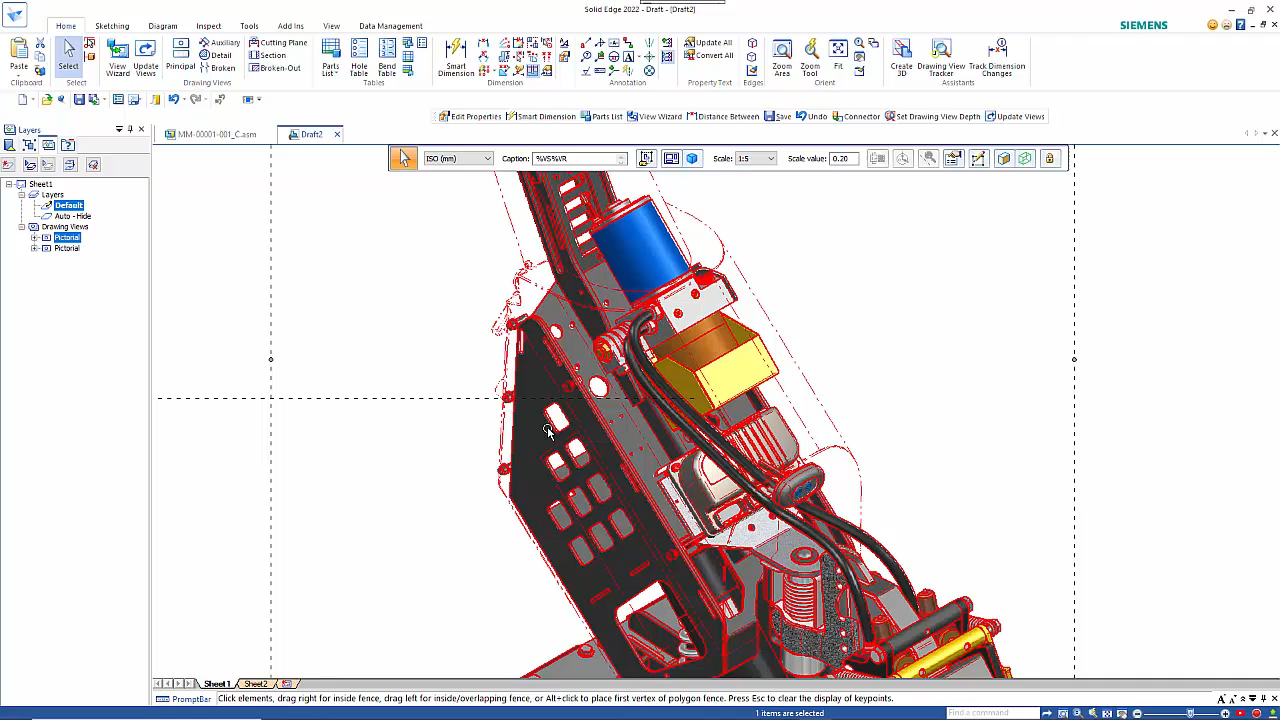 Solid Edge 2022 - Draft - [Draft2]
Home Sketching Diagram Inspect Tools Add Ins View Data Management
SIEMENS
Paste
Clipboard
Select
Select
View Wizard
Update Views
Principal
Auxiliary
Detail
Broken
Cutting Plane
Section
Broken-Out
Drawing Views
Parts List
Hole Table
Bend Table
Tables
Smart Dimension
Dimension
Annotation
Update All
Convert All
Property Text
Edges
Zoom Area
Zoom Tool
Fit
Orient
Create 3D
Drawing View Tracker
Track Dimension Changes
Assistants
Edit Properties Smart Dimension Parts List View Wizard Distance Between Save Undo Connector Set Drawing View Depth Update Views
Layers
MM-00001-001_C.asm
Draft2
ISO (mm)
Caption: %VS%VR
Scale: 1:5
Scale value: 0.20
Sheet1
Layers
Default
Auto - Hide
Drawing Views
Pictorial
Pictorial
Sheet1 Sheet2
PromptBar
Click elements, drag right for inside fence, drag left for inside/overlapping fence, or Alt+click to place first vertex of polygon fence. Press Esc to clear the display of keypoints.
1 items are selected
Find a command